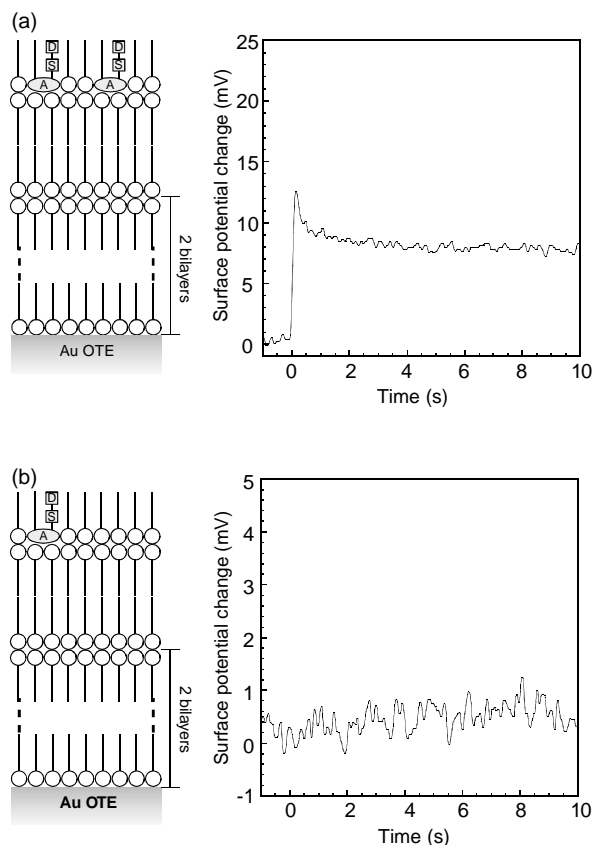 (a)
D D
S S
A A
2 bilayers
Au OTE
Surface potential change (mV)
25
20
15
10
5
0
0 2 4 6 8 10
Time (s)
(b)
D
S
A
2 bilayers
Au OTE
Surface potential change (mV)
5
4
3
2
1
0
-1
0 2 4 6 8 10
Time (s)